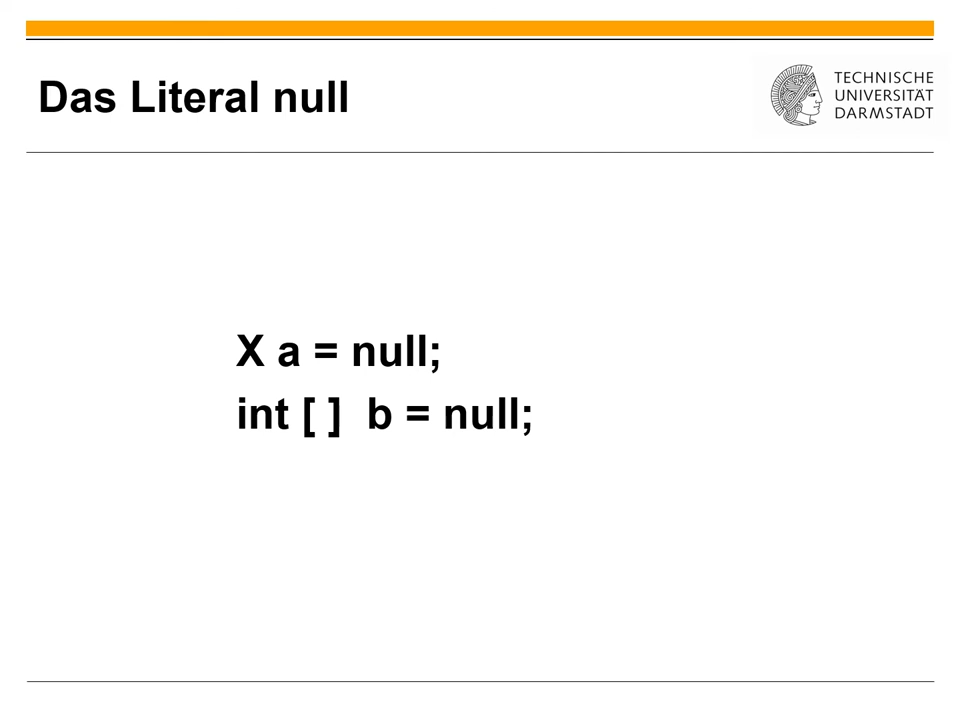 Das Literal null
TECHNISCHE
UNIVERSITÄT
DARMSTADT
X a = null;
int [ ]  b = null;